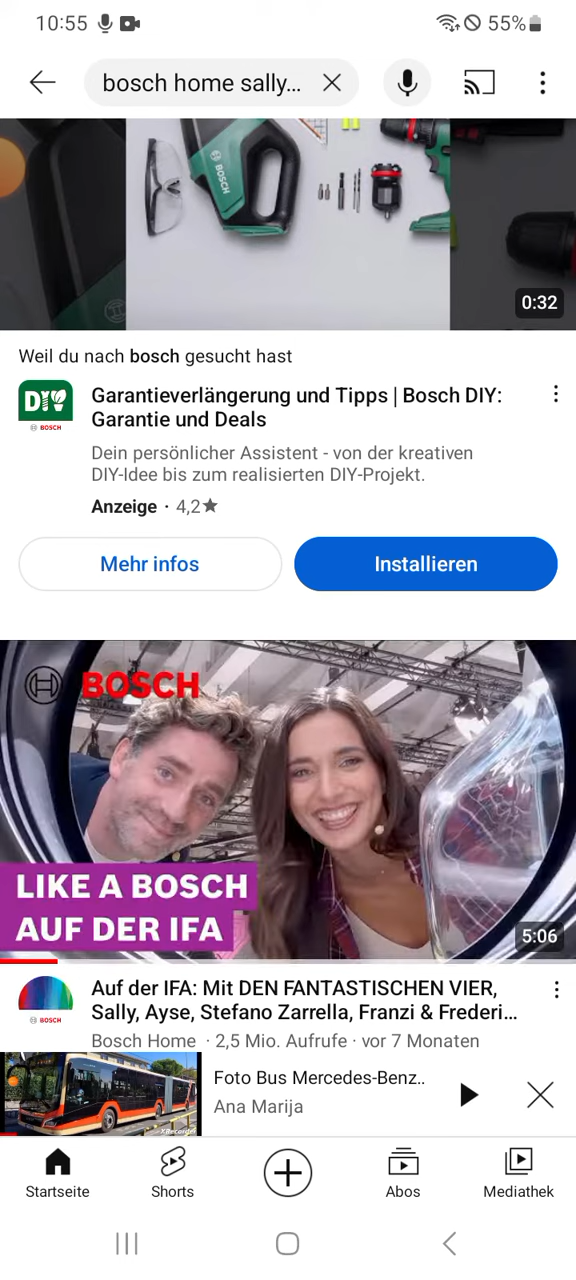 10:55 55%
bosch home sally...
BOSCH
0:32
Weil du nach bosch gesucht hast
DIY
BOSCH
Garantieverlängerung und Tipps | Bosch DIY:
Garantie und Deals
Dein persönlicher Assistent - von der kreativen
DIY-Idee bis zum realisierten DIY-Projekt.
Anzeige · 4,2★
Mehr infos
Installieren
BOSCH
LIKE A BOSCH
AUF DER IFA
5:06
BOSCH
Auf der IFA: Mit DEN FANTASTISCHEN VIER,
Sally, Ayse, Stefano Zarrella, Franzi & Frederi...
Bosch Home · 2,5 Mio. Aufrufe · vor 7 Monaten
XRecorder
Foto Bus Mercedes-Benz..
Ana Marija
Startseite
Shorts
Abos
Mediathek